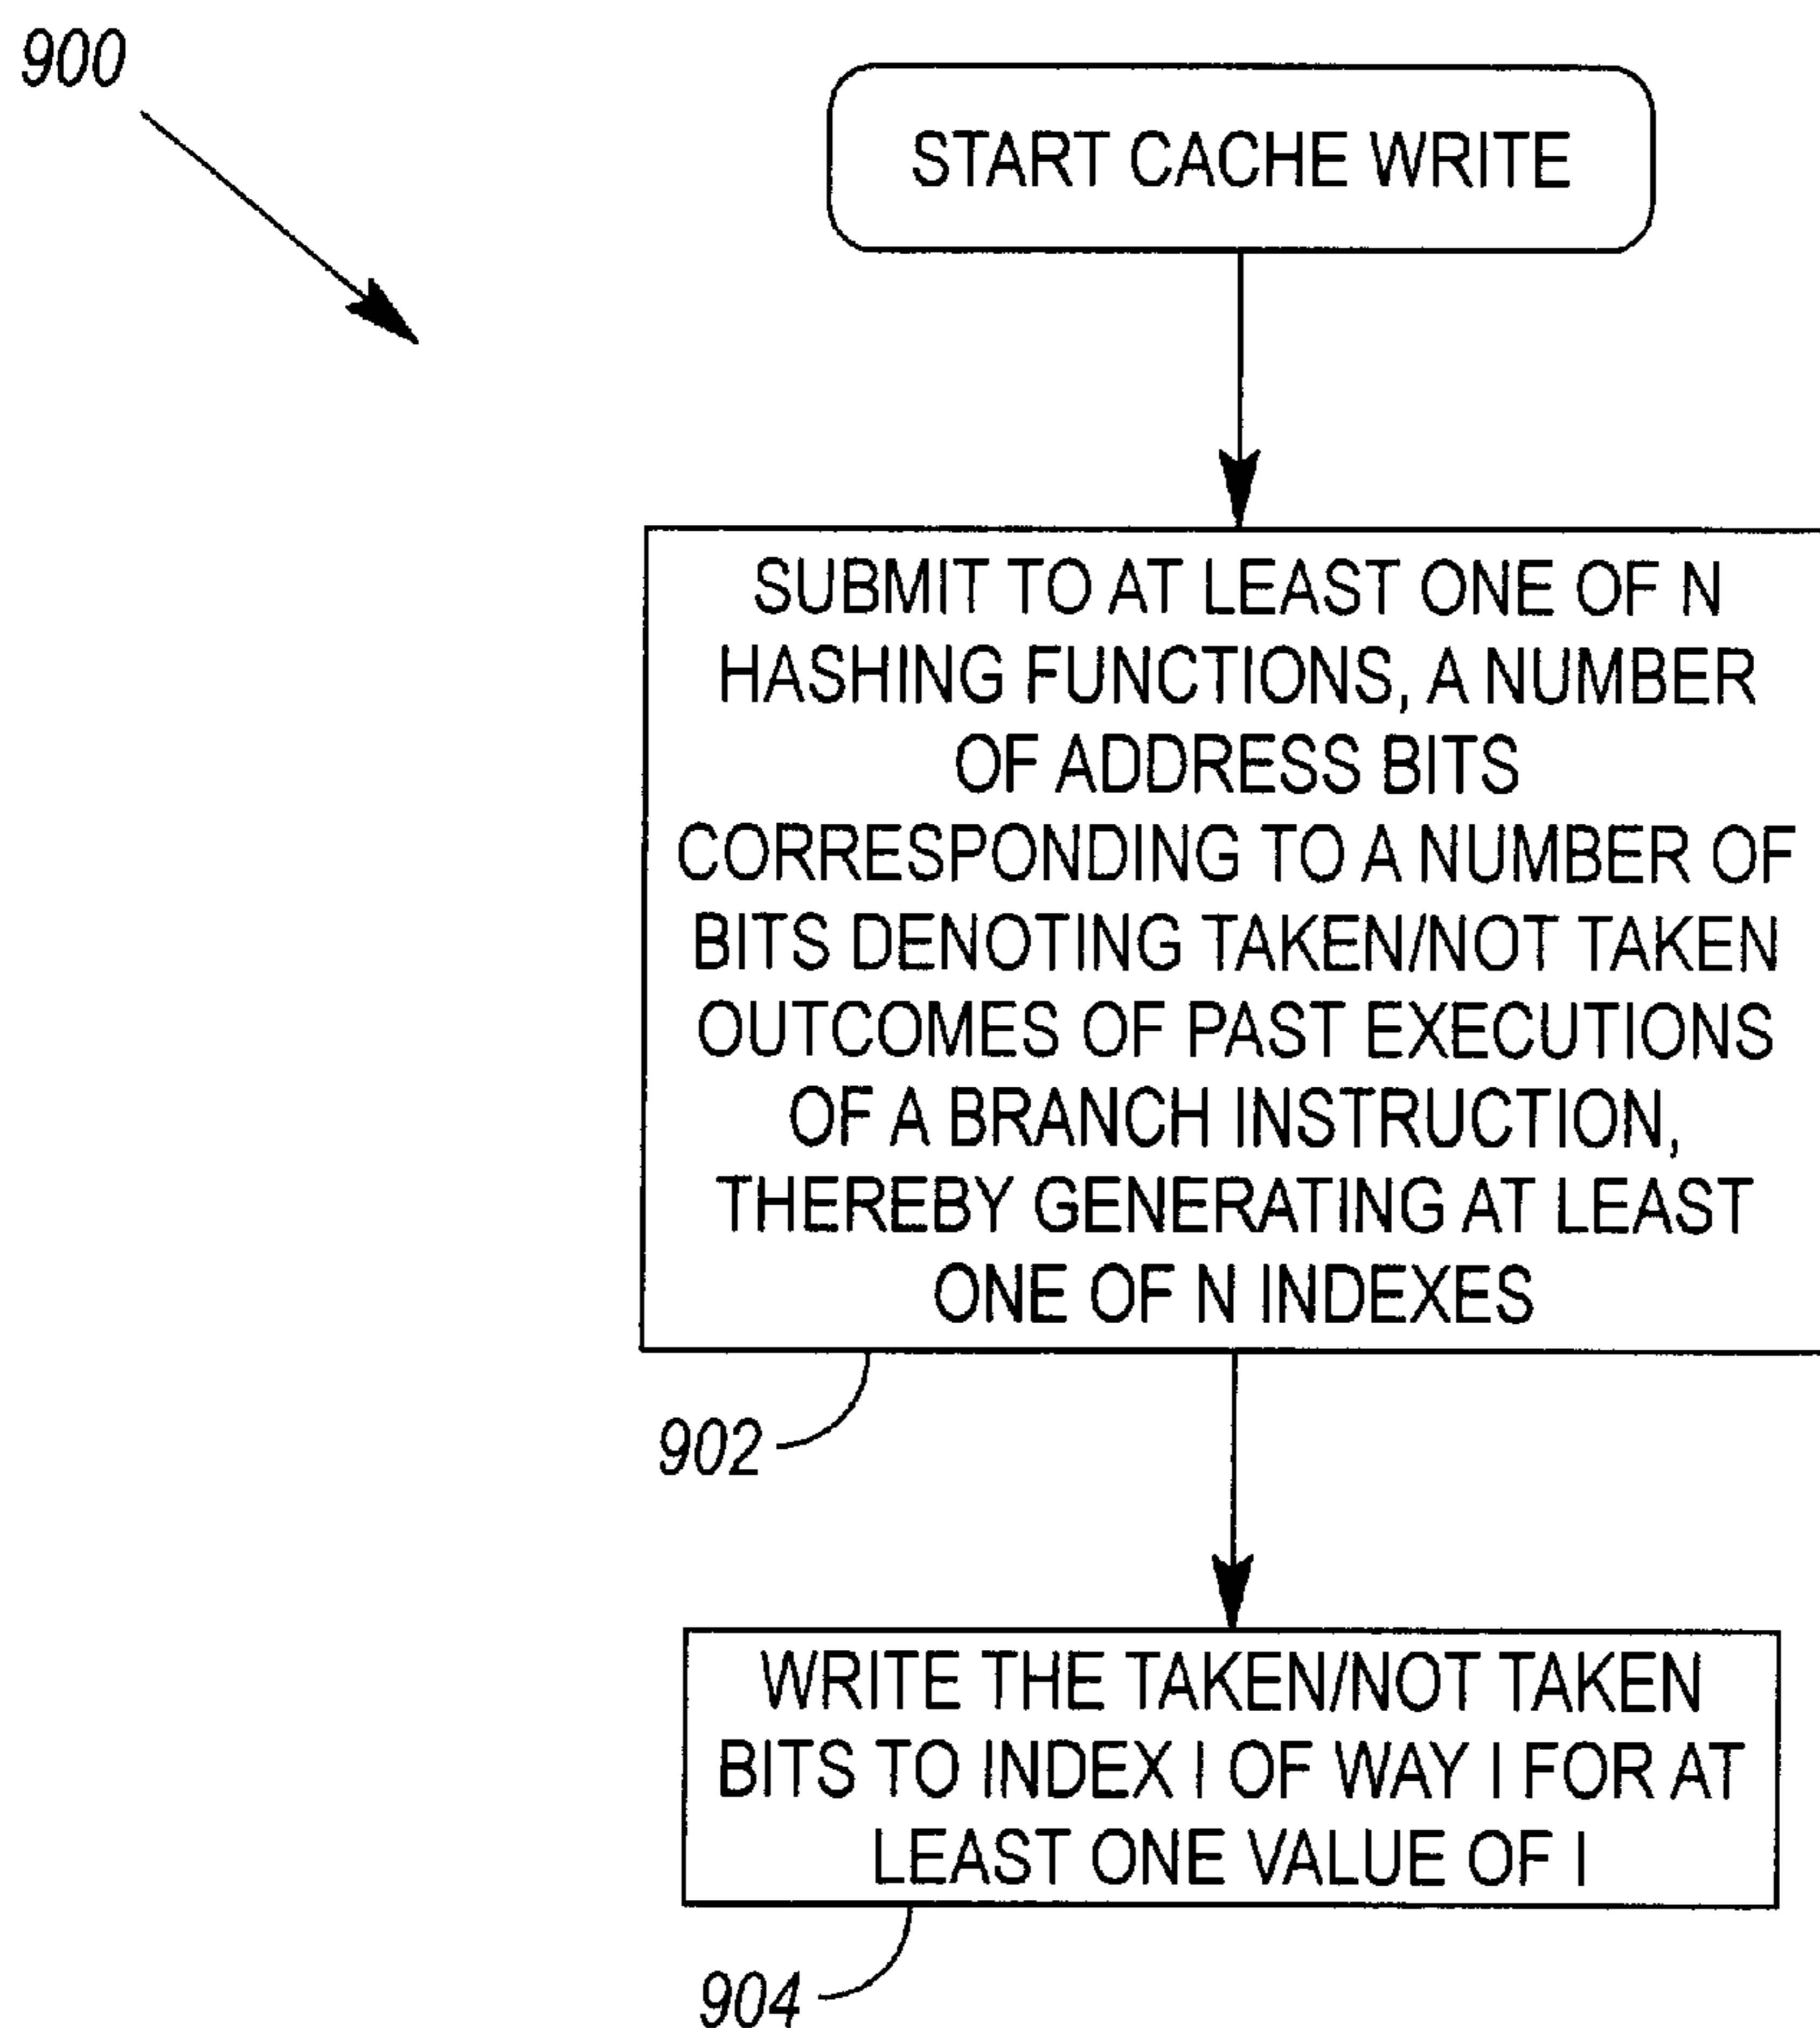 900
START CACHE WRITE
SUBMIT TO AT LEAST ONE OF N
HASHING FUNCTIONS, A NUMBER
OF ADDRESS BITS
CORRESPONDING TO A NUMBER OF
BITS DENOTING TAKEN/NOT TAKEN
OUTCOMES OF PAST EXECUTIONS
OF A BRANCH INSTRUCTION,
THEREBY GENERATING AT LEAST
ONE OF N INDEXES
902
WRITE THE TAKEN/NOT TAKEN
BITS TO INDEX I OF WAY I FOR AT
LEAST ONE VALUE OF I
904